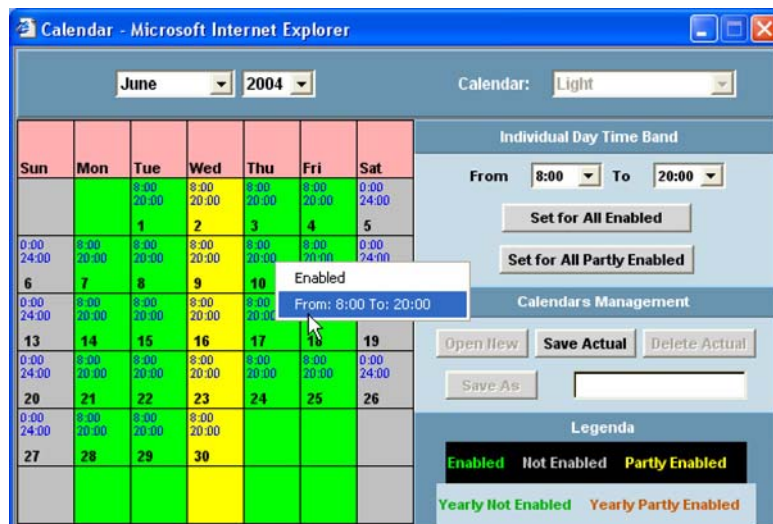 Calendar - Microsoft Internet Explorer
June 2004 Calendar: Light
Individual Day Time Band
Sun Mon Tue Wed Thu Fri Sat
From 8:00 To 20:00
8:00 8:00 8:00 8:00 0:00
20:00 20:00 20:00 20:00 24:00
1 2 3 4 5
Set for All Enabled
0:00 8:00 8:00 8:00 8:00 8:00 0:00
24:00 20:00 20:00 20:00 20:00 20:00 24:00
6 7 8 9 10
Set for All Partly Enabled
Enabled
From: 8:00 To: 20:00
0:00 8:00 8:00 8:00 8:00
24:00 20:00 20:00 20:00 20:00
13 14 15 16 17 18 19
Calendars Management
Open New Save Actual Delete Actual
0:00 8:00 8:00 8:00 8:00 8:00 0:00
24:00 20:00 20:00 20:00 20:00 20:00 24:00
20 21 22 23 24 25 26
Save As
0:00 8:00 8:00 8:00
24:00 20:00 20:00 20:00
27 28 29 30
Legenda
Enabled Not Enabled Partly Enabled
Yearly Not Enabled Yearly Partly Enabled